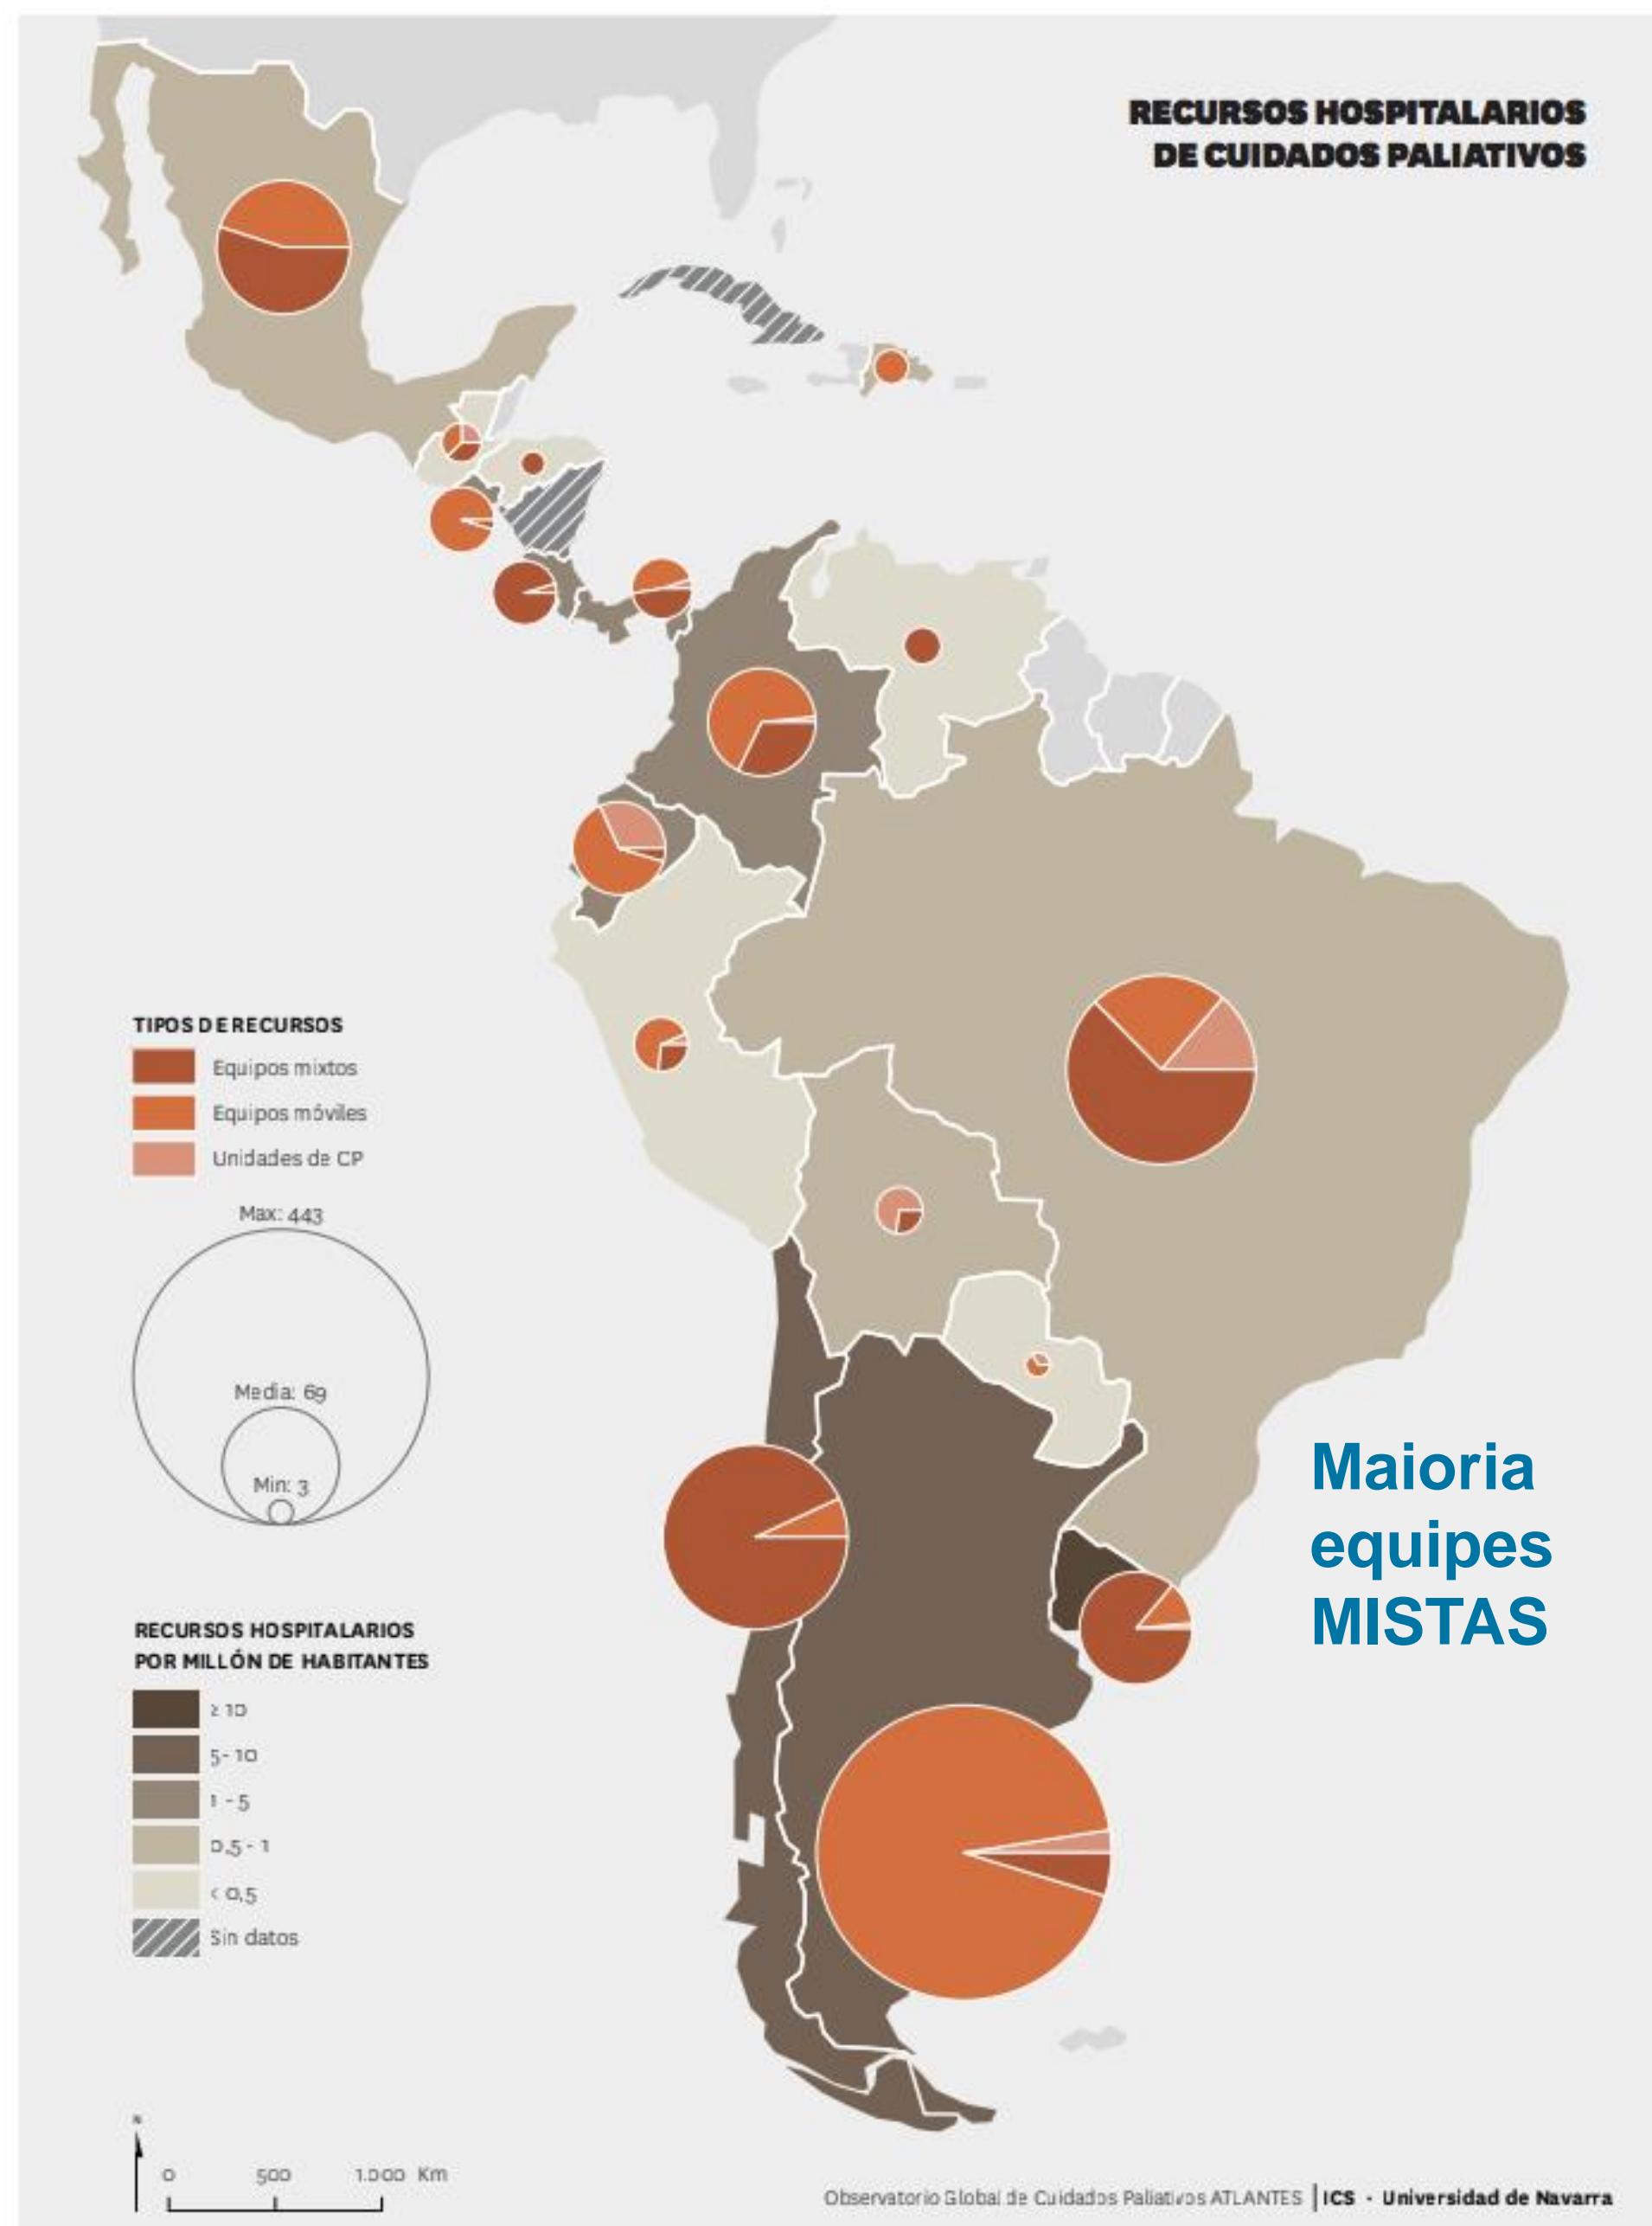 RECURSOS HOSPITALARIOS
DE CUIDADOS PALIATIVOS
TIPOS DE RECURSOS
Equipos mixtos
Equipos móviles
Unidades de CP
Max: 443
Media: 69
Min: 3
Maioria
equipes
MISTAS
RECURSOS HOSPITALARIOS
POR MILLÓN DE HABITANTES
≥ 10
5- 10
1 - 5
0,5 - 1
< 0,5
Sin datos
N
0 500 1.000 Km
Observatorio Global de Cuidados Paliativos ATLANTES | ICS - Universidad de Navarra